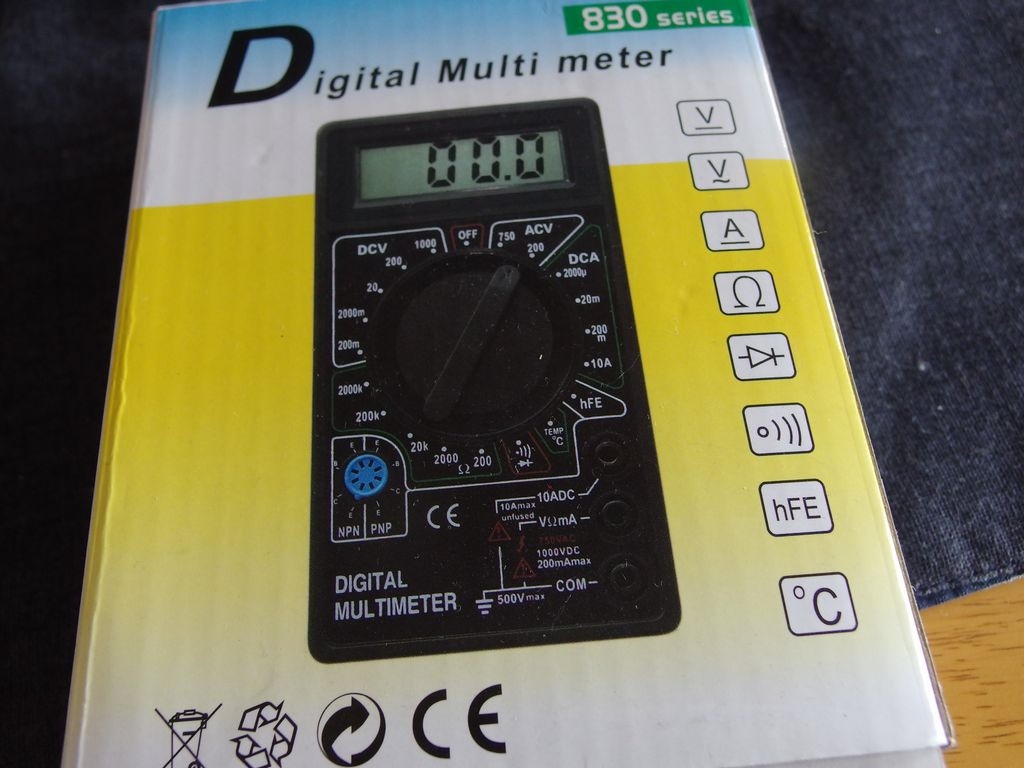 830 series
Digital Multi meter
V
V
A
Ω
hFE
°C
00.0
DCV 1000 OFF 750 ACV
200 200 DCA
20 2000µ
2000m 20m
200m 200m
2000k 10A
200k hFE
20k 2000 Ω 200 TEMP °C
E E
B B
C C
E E
NPN PNP
CE
10ADC
10Amax
unfused
VΩmA
750VAC
1000VDC
200mAmax
COM
500Vmax
DIGITAL
MULTIMETER
CE